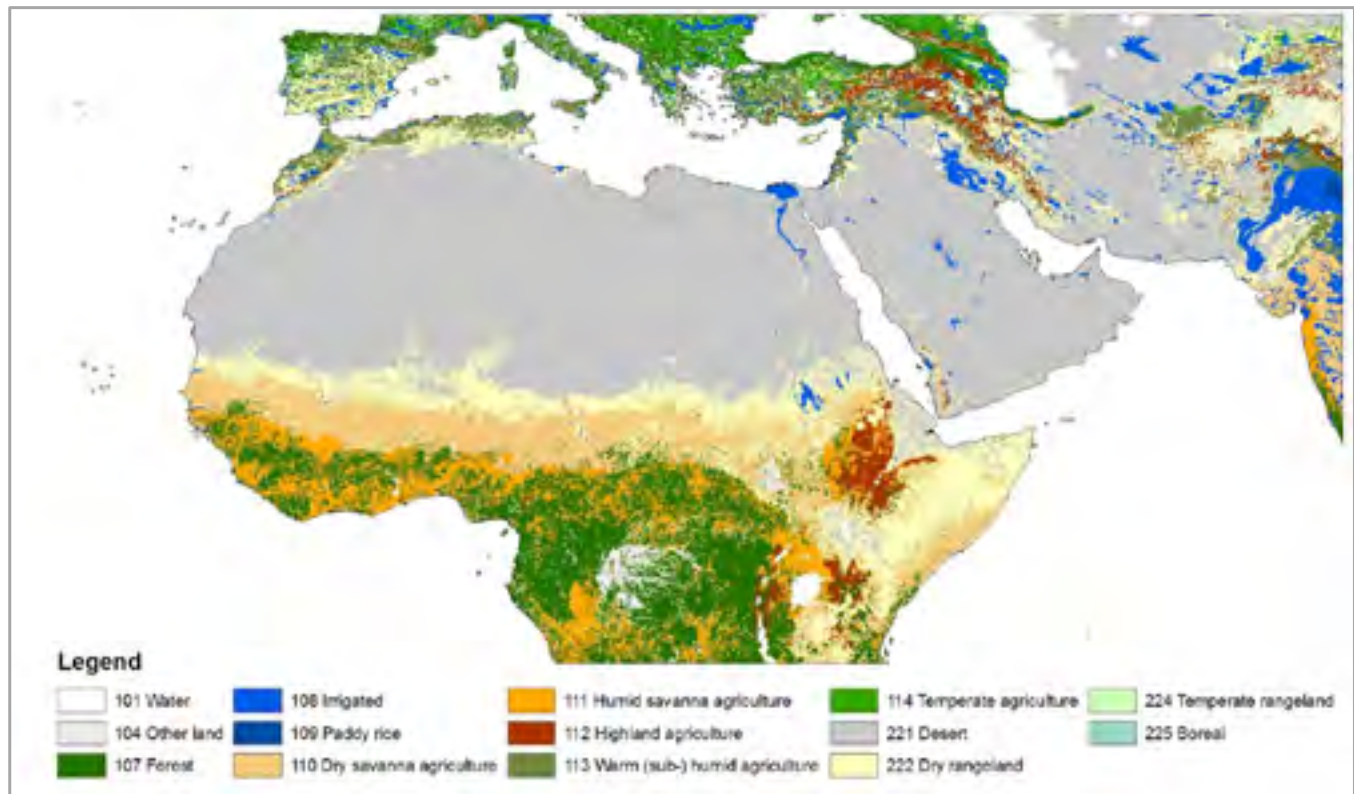 Legend
101 Water
104 Other land
107 Forest
108 Irrigated
109 Paddy rice
110 Dry savanna agriculture
111 Humid savanna agriculture
112 Highland agriculture
113 Warm (sub-) humid agriculture
114 Temperate agriculture
221 Desert
222 Dry rangeland
224 Temperate rangeland
225 Boreal